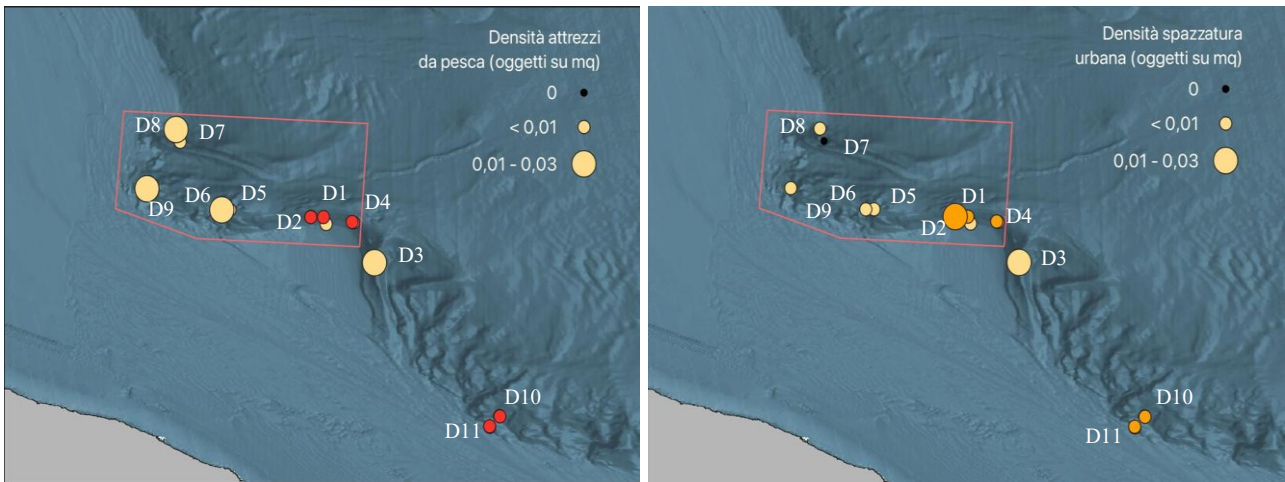 Densità attrezzi
da pesca (oggetti su mq)
0
< 0,01
0,01 - 0,03
D8
D7
D6
D5
D9
D1
D2
D4
D3
D10
D11
Densità spazzatura
urbana (oggetti su mq)
0
< 0,01
0,01 - 0,03
D8
D7
D6
D5
D9
D1
D2
D4
D3
D10
D11